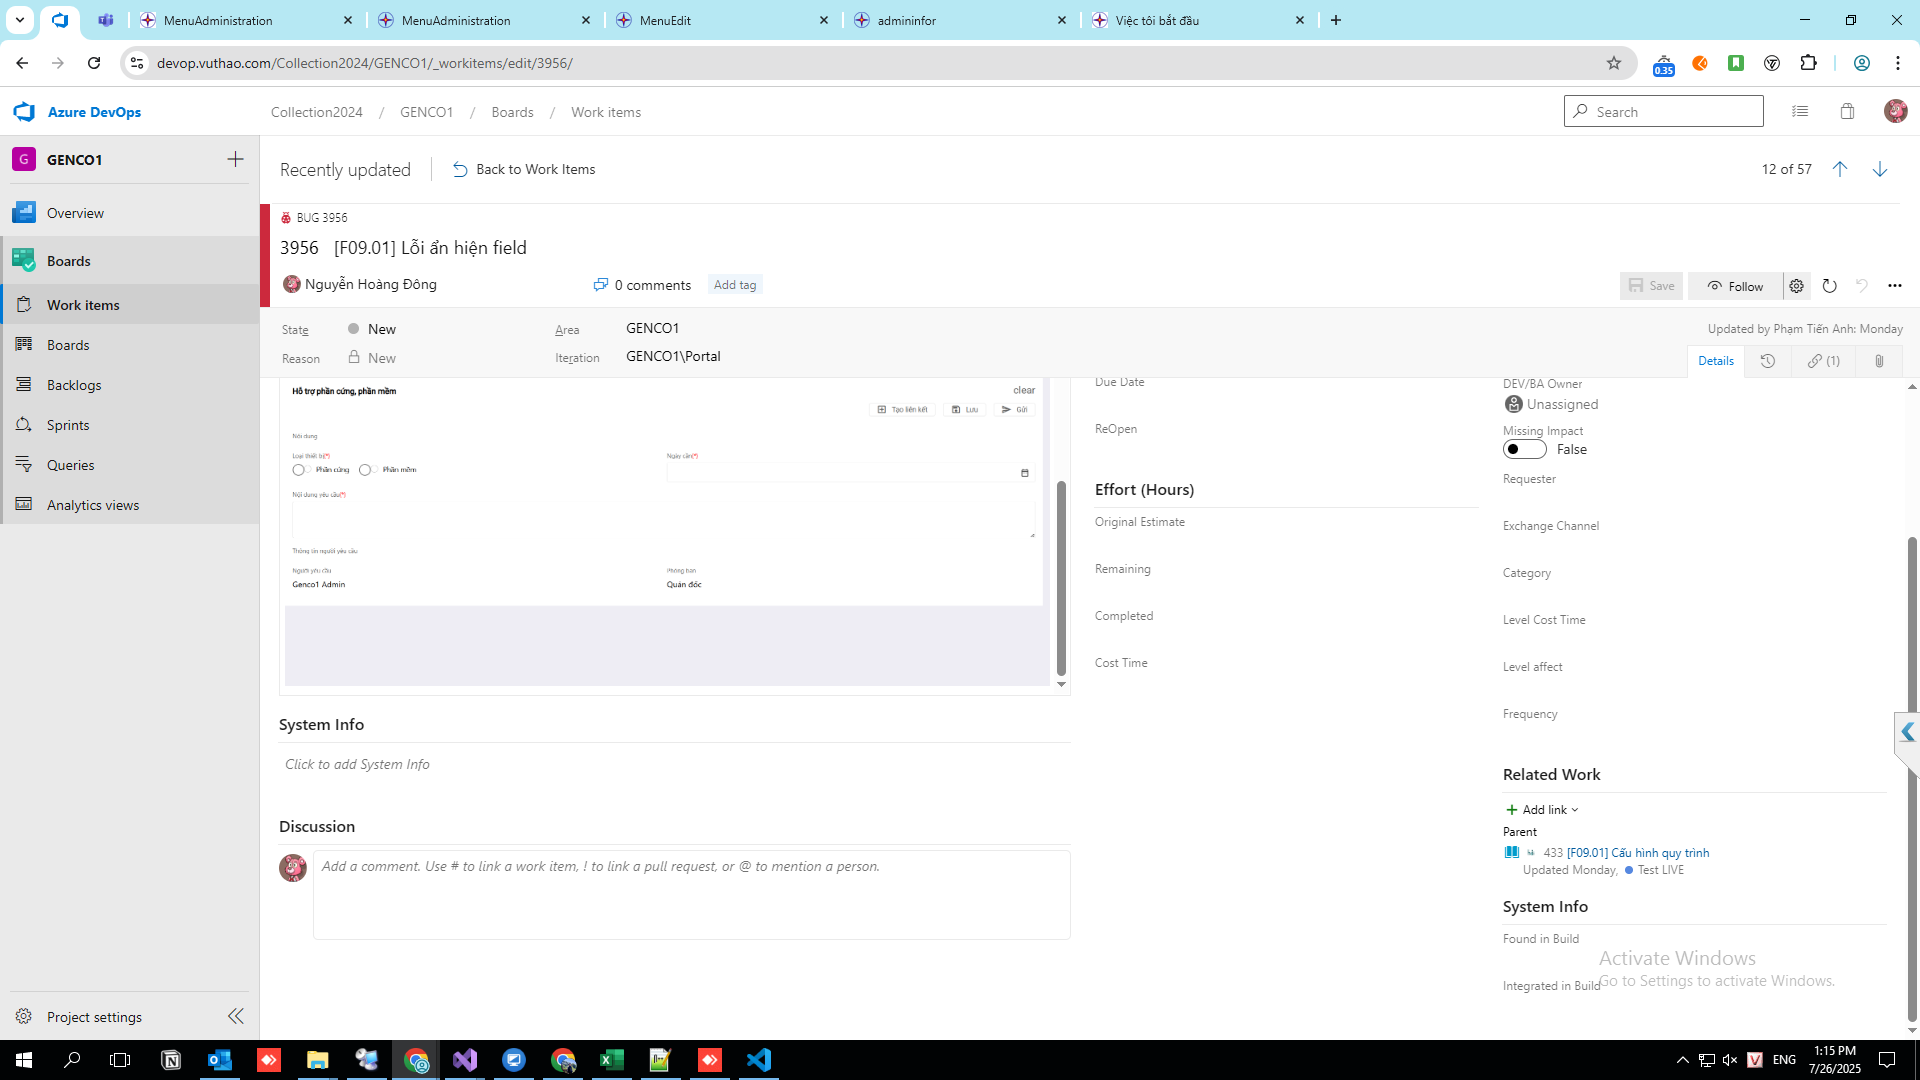 MenuAdministration
MenuAdministration
MenuEdit
admininfor
Việc tôi bắt đầu
devop.vuthao.com/Collection2024/GENCO1/_workitems/edit/3956/
0.35
Azure DevOps
Collection2024 / GENCO1 / Boards / Work items
Search
G GENCO1
Recently updated
Back to Work Items
12 of 57
Overview
Boards
Work items
Boards
Backlogs
Sprints
Queries
Analytics views
Project settings
BUG 3956
3956 [F09.01] Lỗi ẩn hiện field
Nguyễn Hoàng Đông
0 comments
Add tag
Save
Follow
State New
Area GENCO1
Updated by Phạm Tiến Anh: Monday
Reason New
Iteration GENCO1\Portal
Details
(1)
Hỗ trợ phần cứng, phần mềm
clear
Tạo liên kết
Lưu
Gửi
Nội dung
Loại thiết bị(*)
Ngày cần(*)
Phần cứng
Phần mềm
Nội dung yêu cầu(*)
Thông tin người yêu cầu
Người yêu cầu
Phòng ban
Genco1 Admin
Quản đốc
System Info
Click to add System Info
Discussion
Add a comment. Use # to link a work item, ! to link a pull request, or @ to mention a person.
Due Date
ReOpen
Effort (Hours)
Original Estimate
Remaining
Completed
Cost Time
DEV/BA Owner
Unassigned
Missing Impact
False
Requester
Exchange Channel
Category
Level Cost Time
Level affect
Frequency
Related Work
Add link
Parent
433 [F09.01] Cấu hình quy trình
Updated Monday, Test LIVE
System Info
Found in Build
Integrated in Build
Activate Windows
Go to Settings to activate Windows.
ENG
1:15 PM
7/26/2025